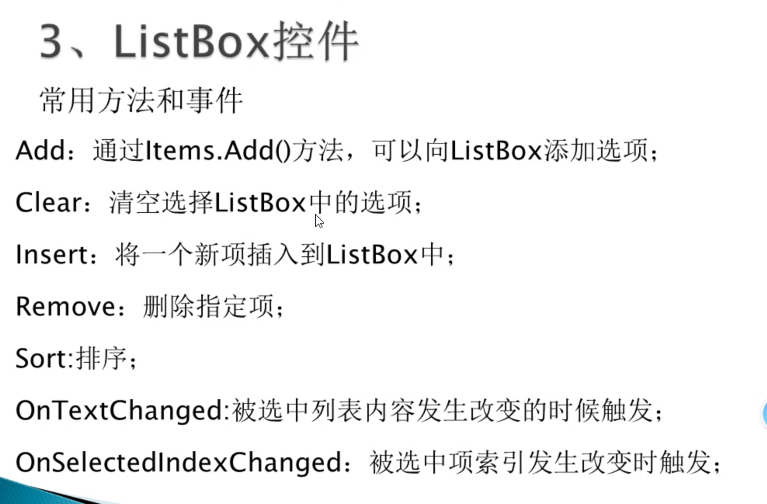 3、ListBox控件
常用方法和事件
Add：通过Items.Add()方法，可以向ListBox添加选项；
Clear：清空选择ListBox中的选项；
Insert：将一个新项插入到ListBox中；
Remove：删除指定项；
Sort:排序；
OnTextChanged:被选中列表内容发生改变的时候触发；
OnSelectedIndexChanged：被选中项索引发生改变时触发；